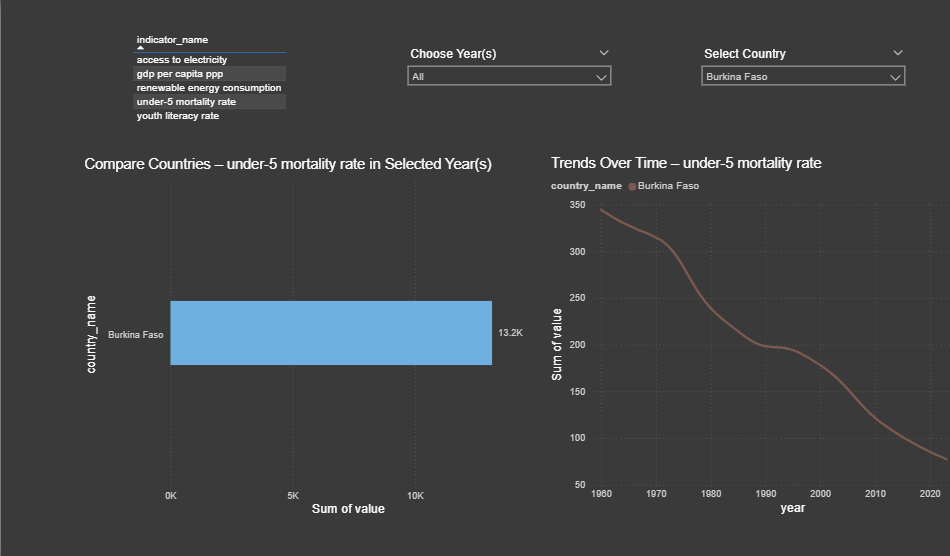 indicator_name
access to electricity
gdp per capita ppp
renewable energy consumption
under-5 mortality rate
youth literacy rate
Choose Year(s)
All
Select Country
Burkina Faso
Compare Countries – under-5 mortality rate in Selected Year(s)
country_name
Burkina Faso
13.2K
0K 5K 10K
Sum of value
Trends Over Time – under-5 mortality rate
country_name Burkina Faso
350
300
250
200
150
100
50
Sum of value
1960 1970 1980 1990 2000 2010 2020
year